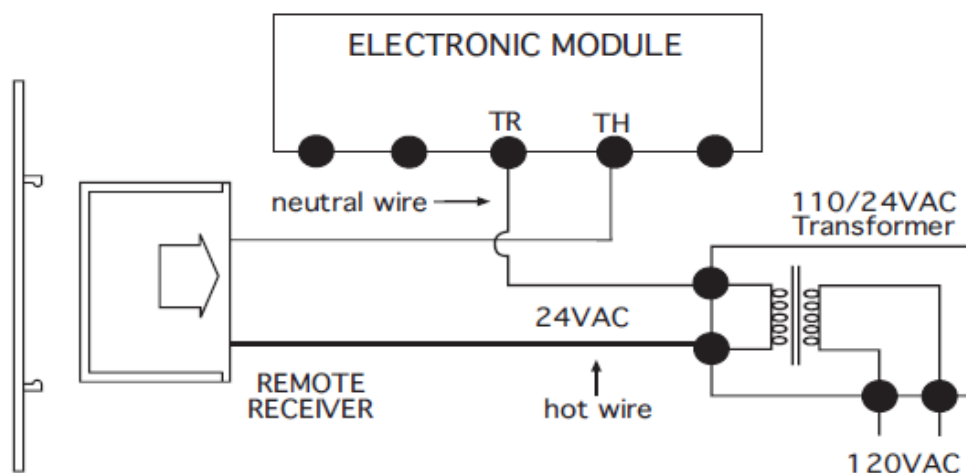 ELECTRONIC MODULE
TR
TH
neutral wire
110/24VAC
Transformer
24VAC
REMOTE
RECEIVER
hot wire
120VAC